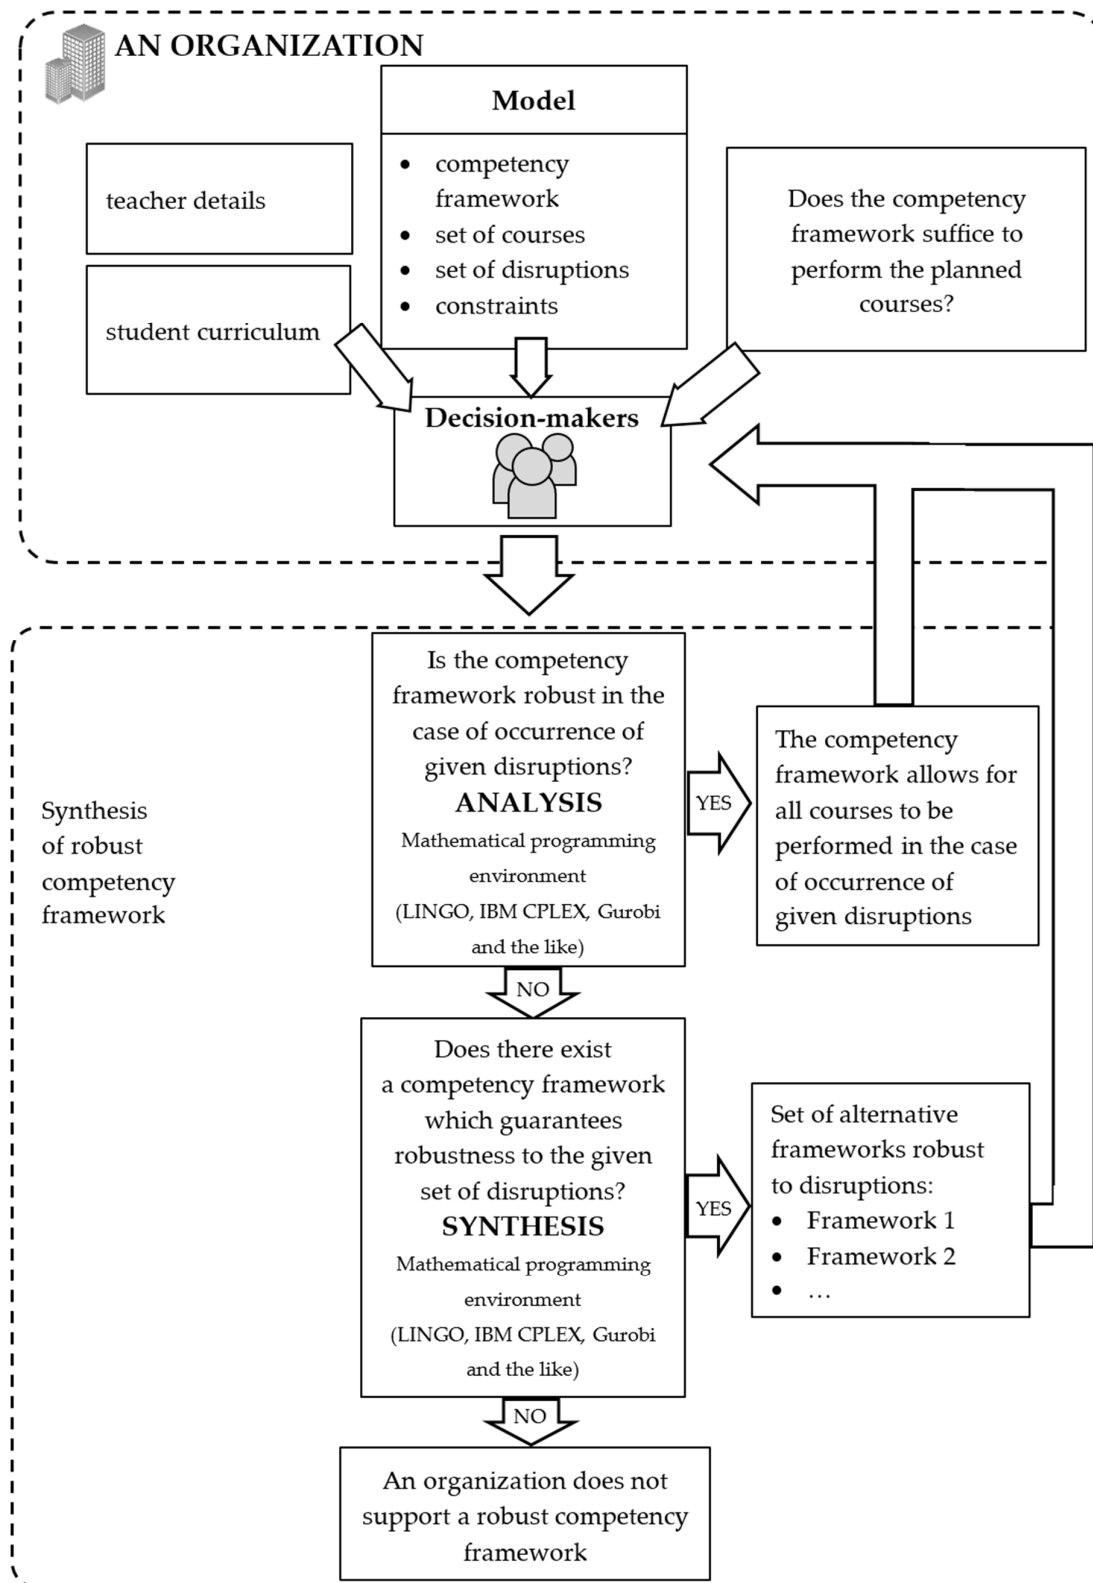 AN ORGANIZATION
Model
• competency
framework
• set of courses
• set of disruptions
• constraints
teacher details
student curriculum
Does the competency
framework suffice to
perform the planned
courses?
Decision-makers
Synthesis
of robust
competency
framework
Is the competency
framework robust in the
case of occurrence of
given disruptions?
ANALYSIS
Mathematical programming
environment
(LINGO, IBM CPLEX, Gurobi
and the like)
YES
The competency
framework allows for
all courses to be
performed in the case
of occurrence of
given disruptions
NO
Does there exist
a competency framework
which guarantees
robustness to the given
set of disruptions?
SYNTHESIS
Mathematical programming
environment
(LINGO, IBM CPLEX, Gurobi
and the like)
YES
Set of alternative
frameworks robust
to disruptions:
• Framework 1
• Framework 2
• …
NO
An organization does not
support a robust competency
framework